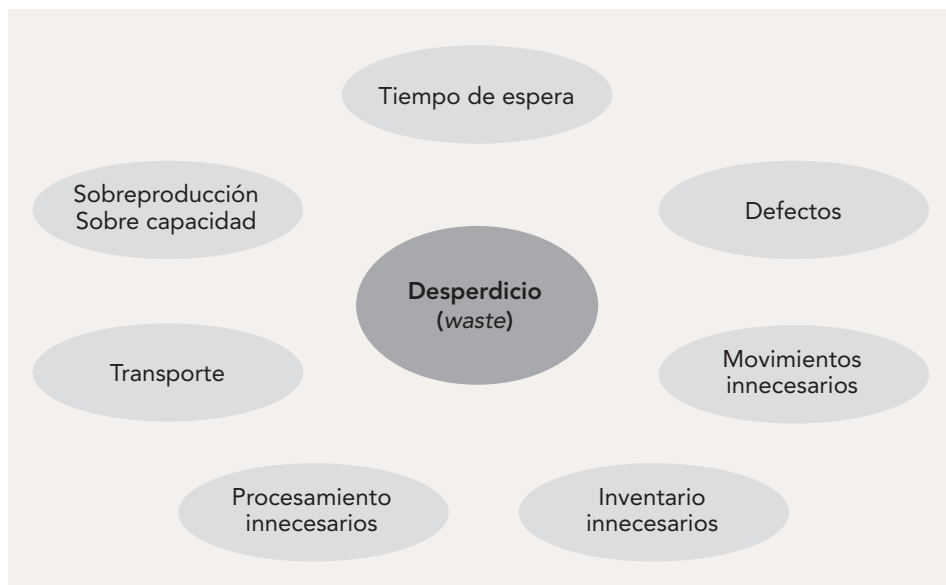 Tiempo de espera
Sobreproducción
Sobre capacidad
Defectos
Desperdicio
(waste)
Transporte
Movimientos
innecesarios
Procesamiento
innecesarios
Inventario
innecesarios